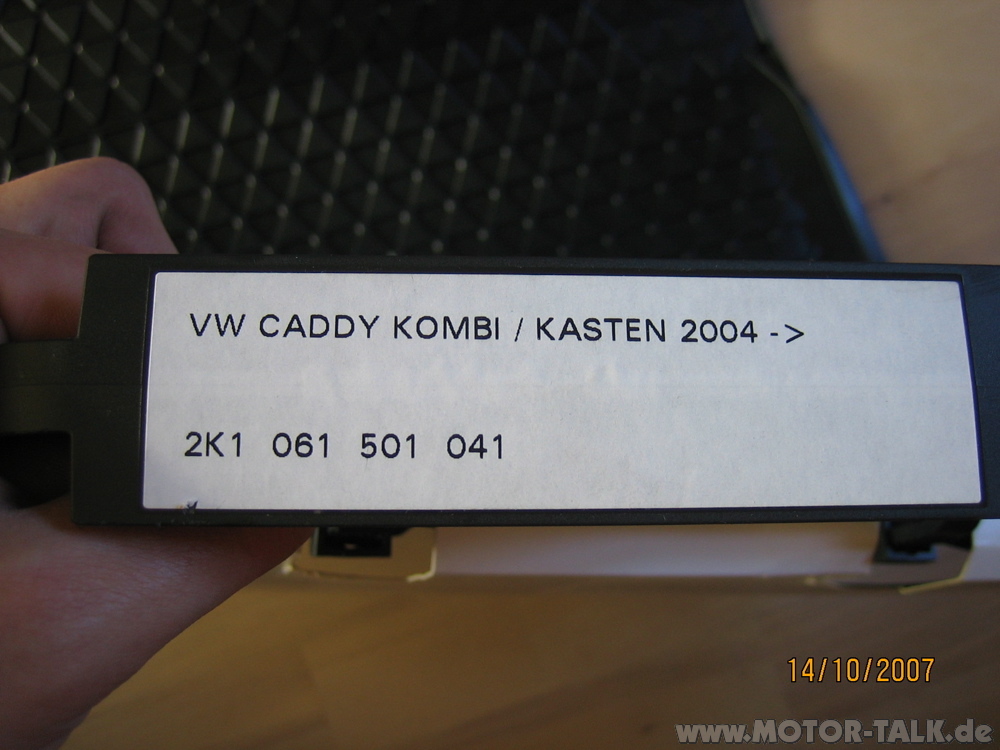 VW CADDY KOMBI / KASTEN 2004 ->
2K1 061 501 041
14/10/2007
www.MOTOR-TALK.de